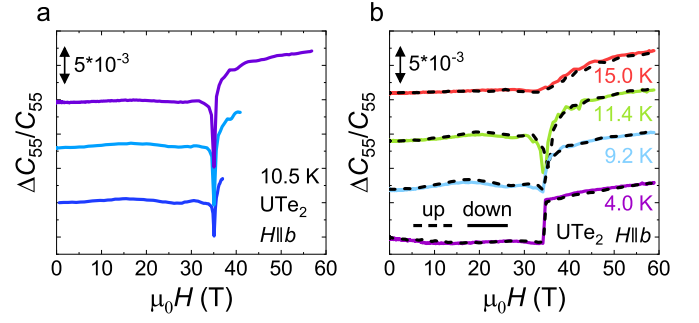 a
5*10⁻³
ΔC₅₅/C₅₅
10.5 K
UTe₂
H||b
0 10 20 30 40 50 60
μ₀H (T)
b
5*10⁻³
ΔC₅₅/C₅₅
15.0 K
11.4 K
9.2 K
4.0 K
up down
UTe₂ H||b
0 10 20 30 40 50 60
μ₀H (T)